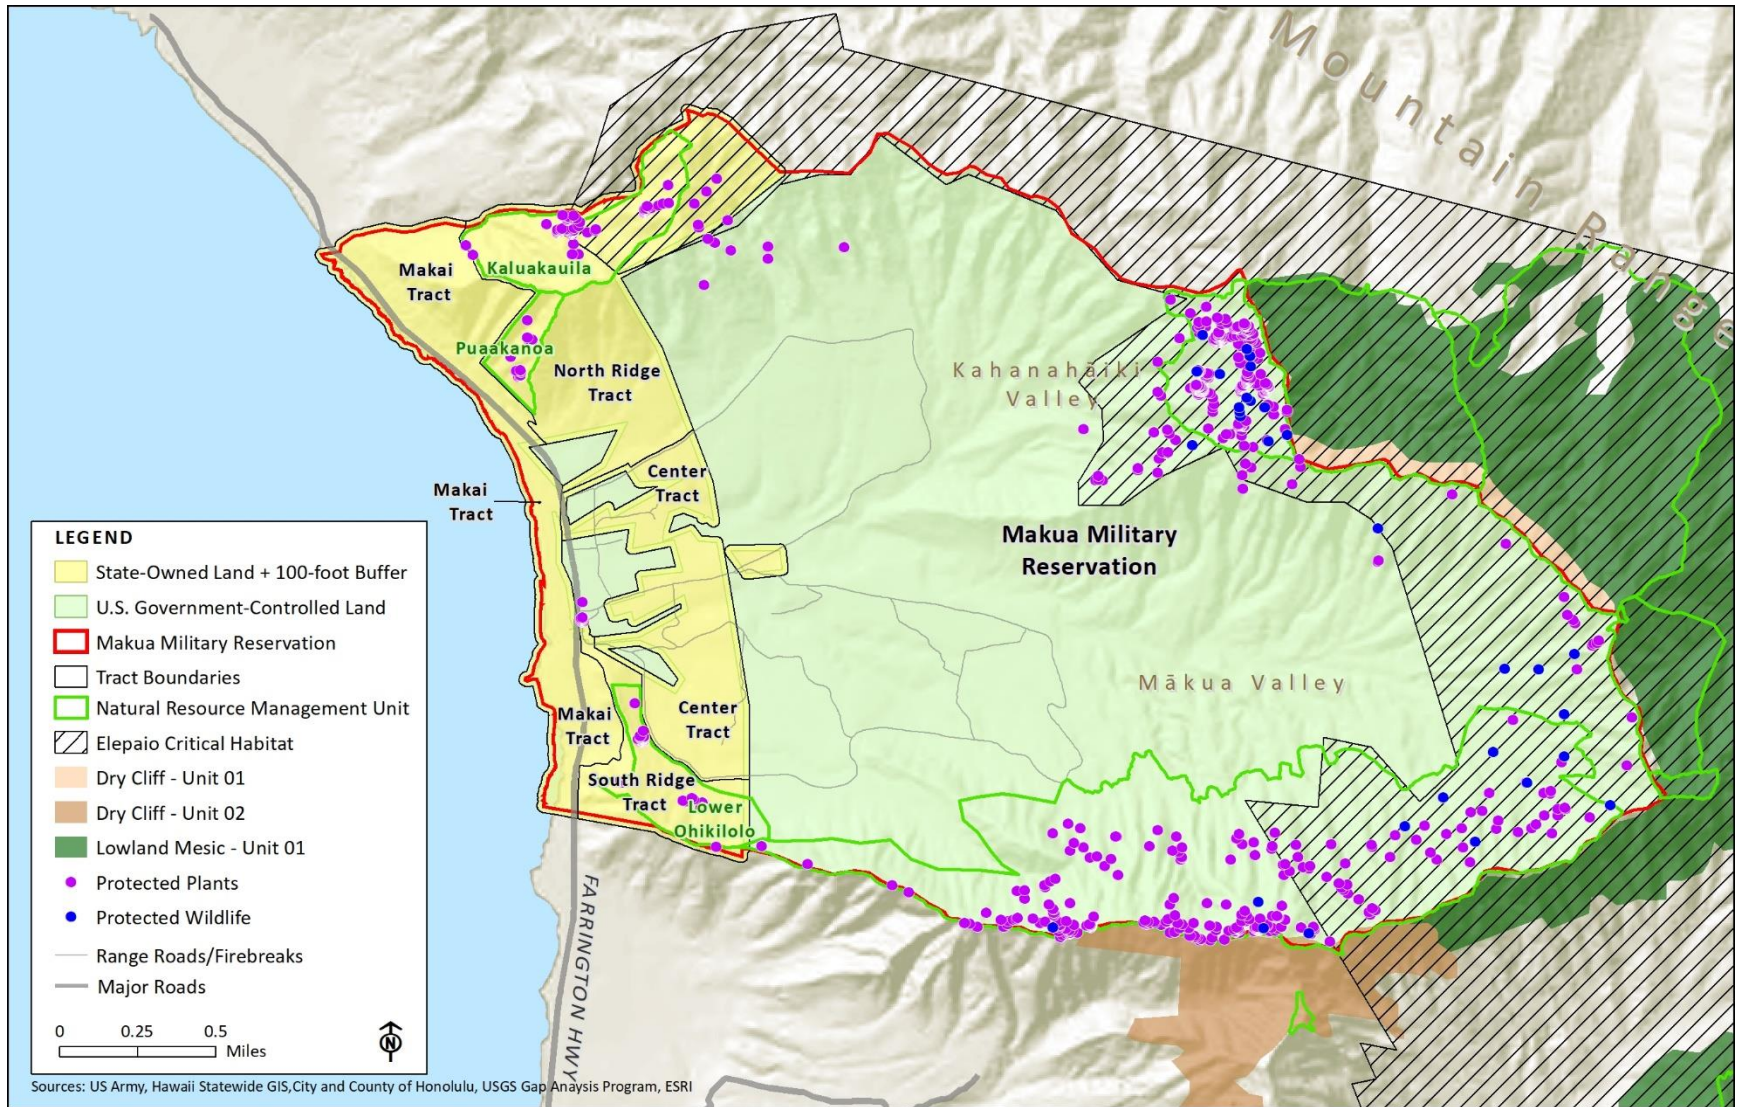 Mountain Range
Makai
Tract
Kaluakauila
Puaakanoa
North Ridge
Tract
Kahanahāiki
Valley
Center
Tract
Makai
Tract
Makua Military
Reservation
Mākua Valley
Makai
Tract
Center
Tract
South Ridge
Tract
Lower
Ohikilolo
FARRINGTON HWY
LEGEND
State-Owned Land + 100-foot Buffer
U.S. Government-Controlled Land
Makua Military Reservation
Tract Boundaries
Natural Resource Management Unit
Elepaio Critical Habitat
Dry Cliff - Unit 01
Dry Cliff - Unit 02
Lowland Mesic - Unit 01
Protected Plants
Protected Wildlife
Range Roads/Firebreaks
Major Roads
0 0.25 0.5
Miles
N
Sources: US Army, Hawaii Statewide GIS,City and County of Honolulu, USGS Gap Anaysis Program, ESRI